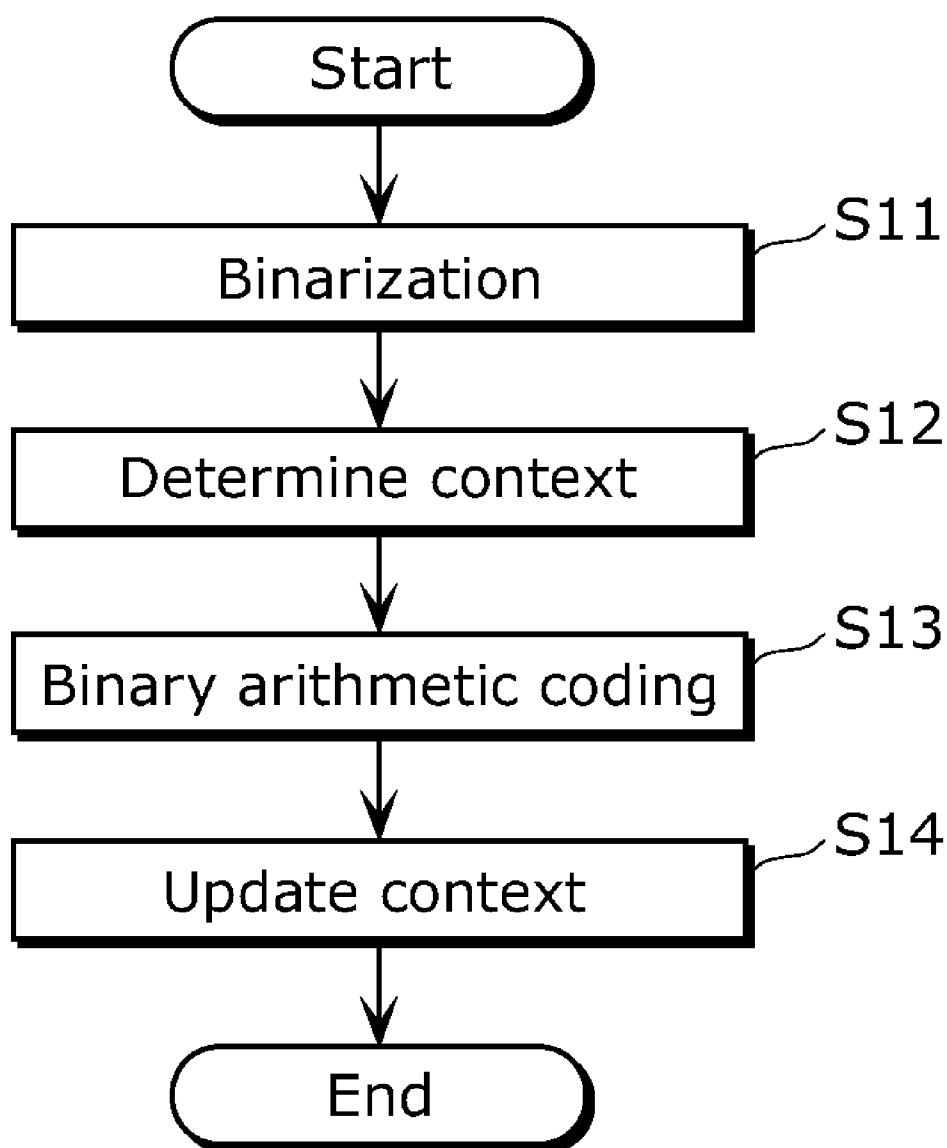 Start
S11
Binarization
S12
Determine context
S13
Binary arithmetic coding
S14
Update context
End